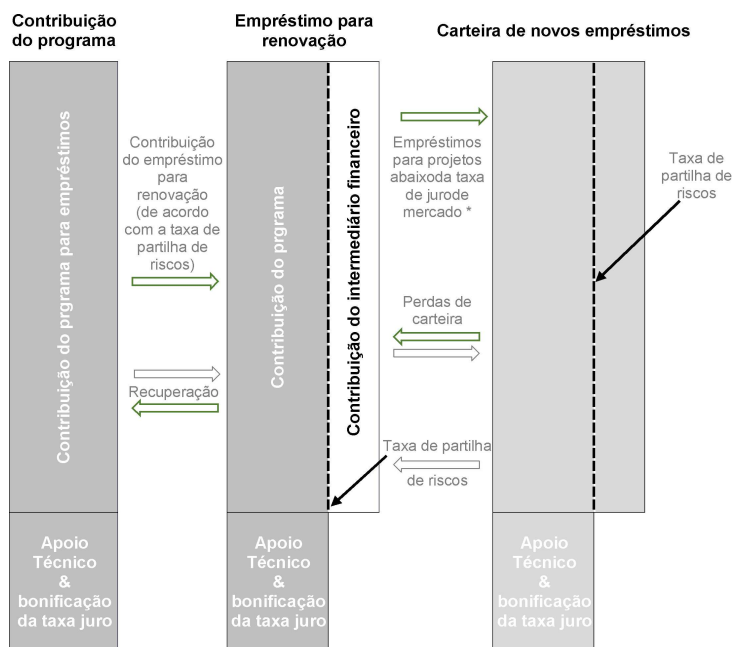 Contribuição
do programa
Empréstimo para
renovação
Carteira de novos empréstimos
Contribuição do prgrama para empréstimos
Contribuição
do empréstimo
para
renovação
(de acordo
com a taxa de
partilha de
riscos)
Recuperação
Contribuição do prgrama
Contribuição do intermediário financeiro
Empréstimos
para projetos
abaixoda taxa
de jurode
mercado *
Perdas de
carteira
Taxa de partilha
de riscos
Taxa de
partilha de
riscos
Apoio
Técnico
&
bonificação
da taxa juro
Apoio
Técnico
&
bonificação
da taxa juro
Apoio
Técnico
&
bonificação
da taxa juro